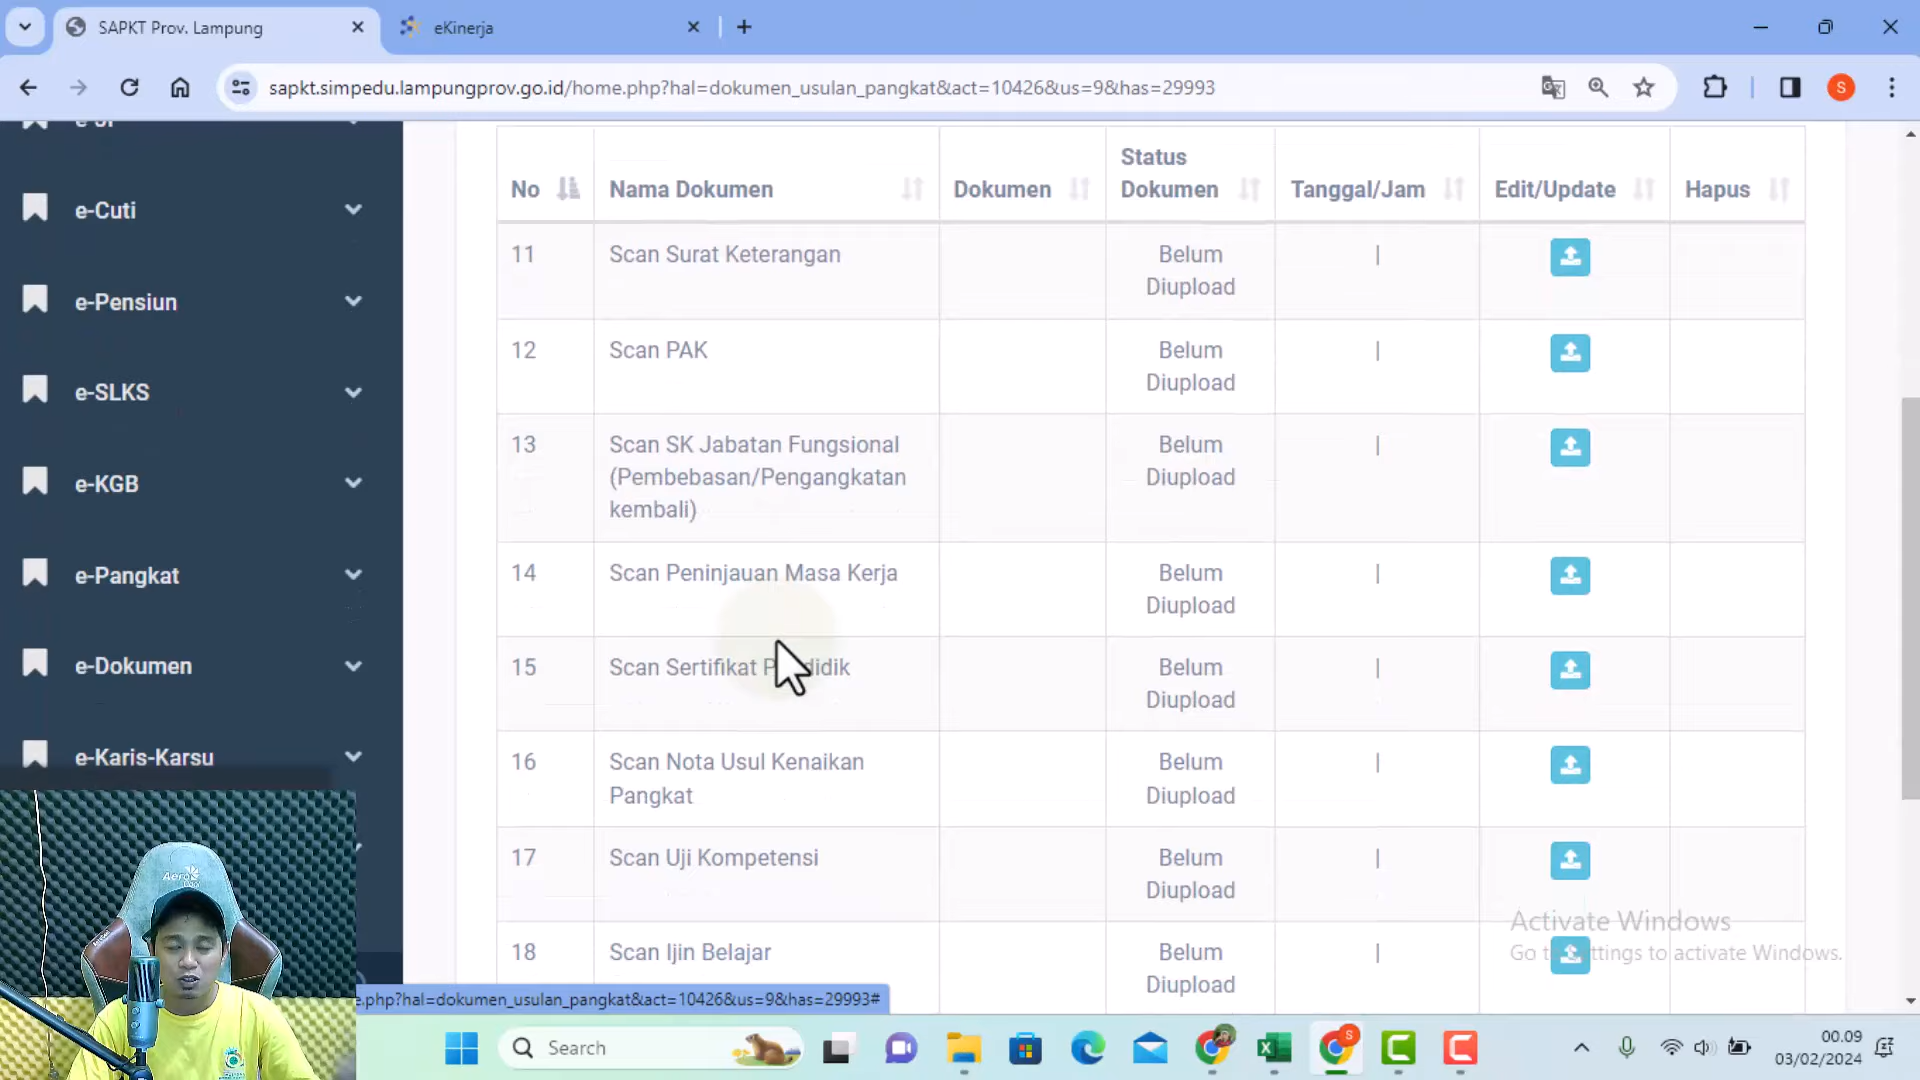 SAPKT Prov. Lampung
eKinerja
sapkt.simpedu.lampungprov.go.id/home.php?hal=dokumen_usulan_pangkat&act=10426&us=9&has=29993
S
e-Cuti
e-Pensiun
e-SLKS
e-KGB
e-Pangkat
e-Dokumen
e-Karis-Karsu
No Nama Dokumen Dokumen Status Dokumen Tanggal/Jam Edit/Update Hapus
11 Scan Surat Keterangan Belum Diupload |
12 Scan PAK Belum Diupload |
13 Scan SK Jabatan Fungsional (Pembebasan/Pengangkatan kembali) Belum Diupload |
14 Scan Peninjauan Masa Kerja Belum Diupload |
15 Scan Sertifikat Belum Diupload |
16 Scan Nota Usul Kenaikan Pangkat Belum Diupload |
17 Scan Uji Kompetensi Belum Diupload |
18 Scan Ijin Belajar Belum Diupload |
Activate Windows
Go to Settings to activate Windows.
e.php?hal=dokumen_usulan_pangkat&act=10426&us=9&has=29993#
Search
S
00.09
03/02/2024